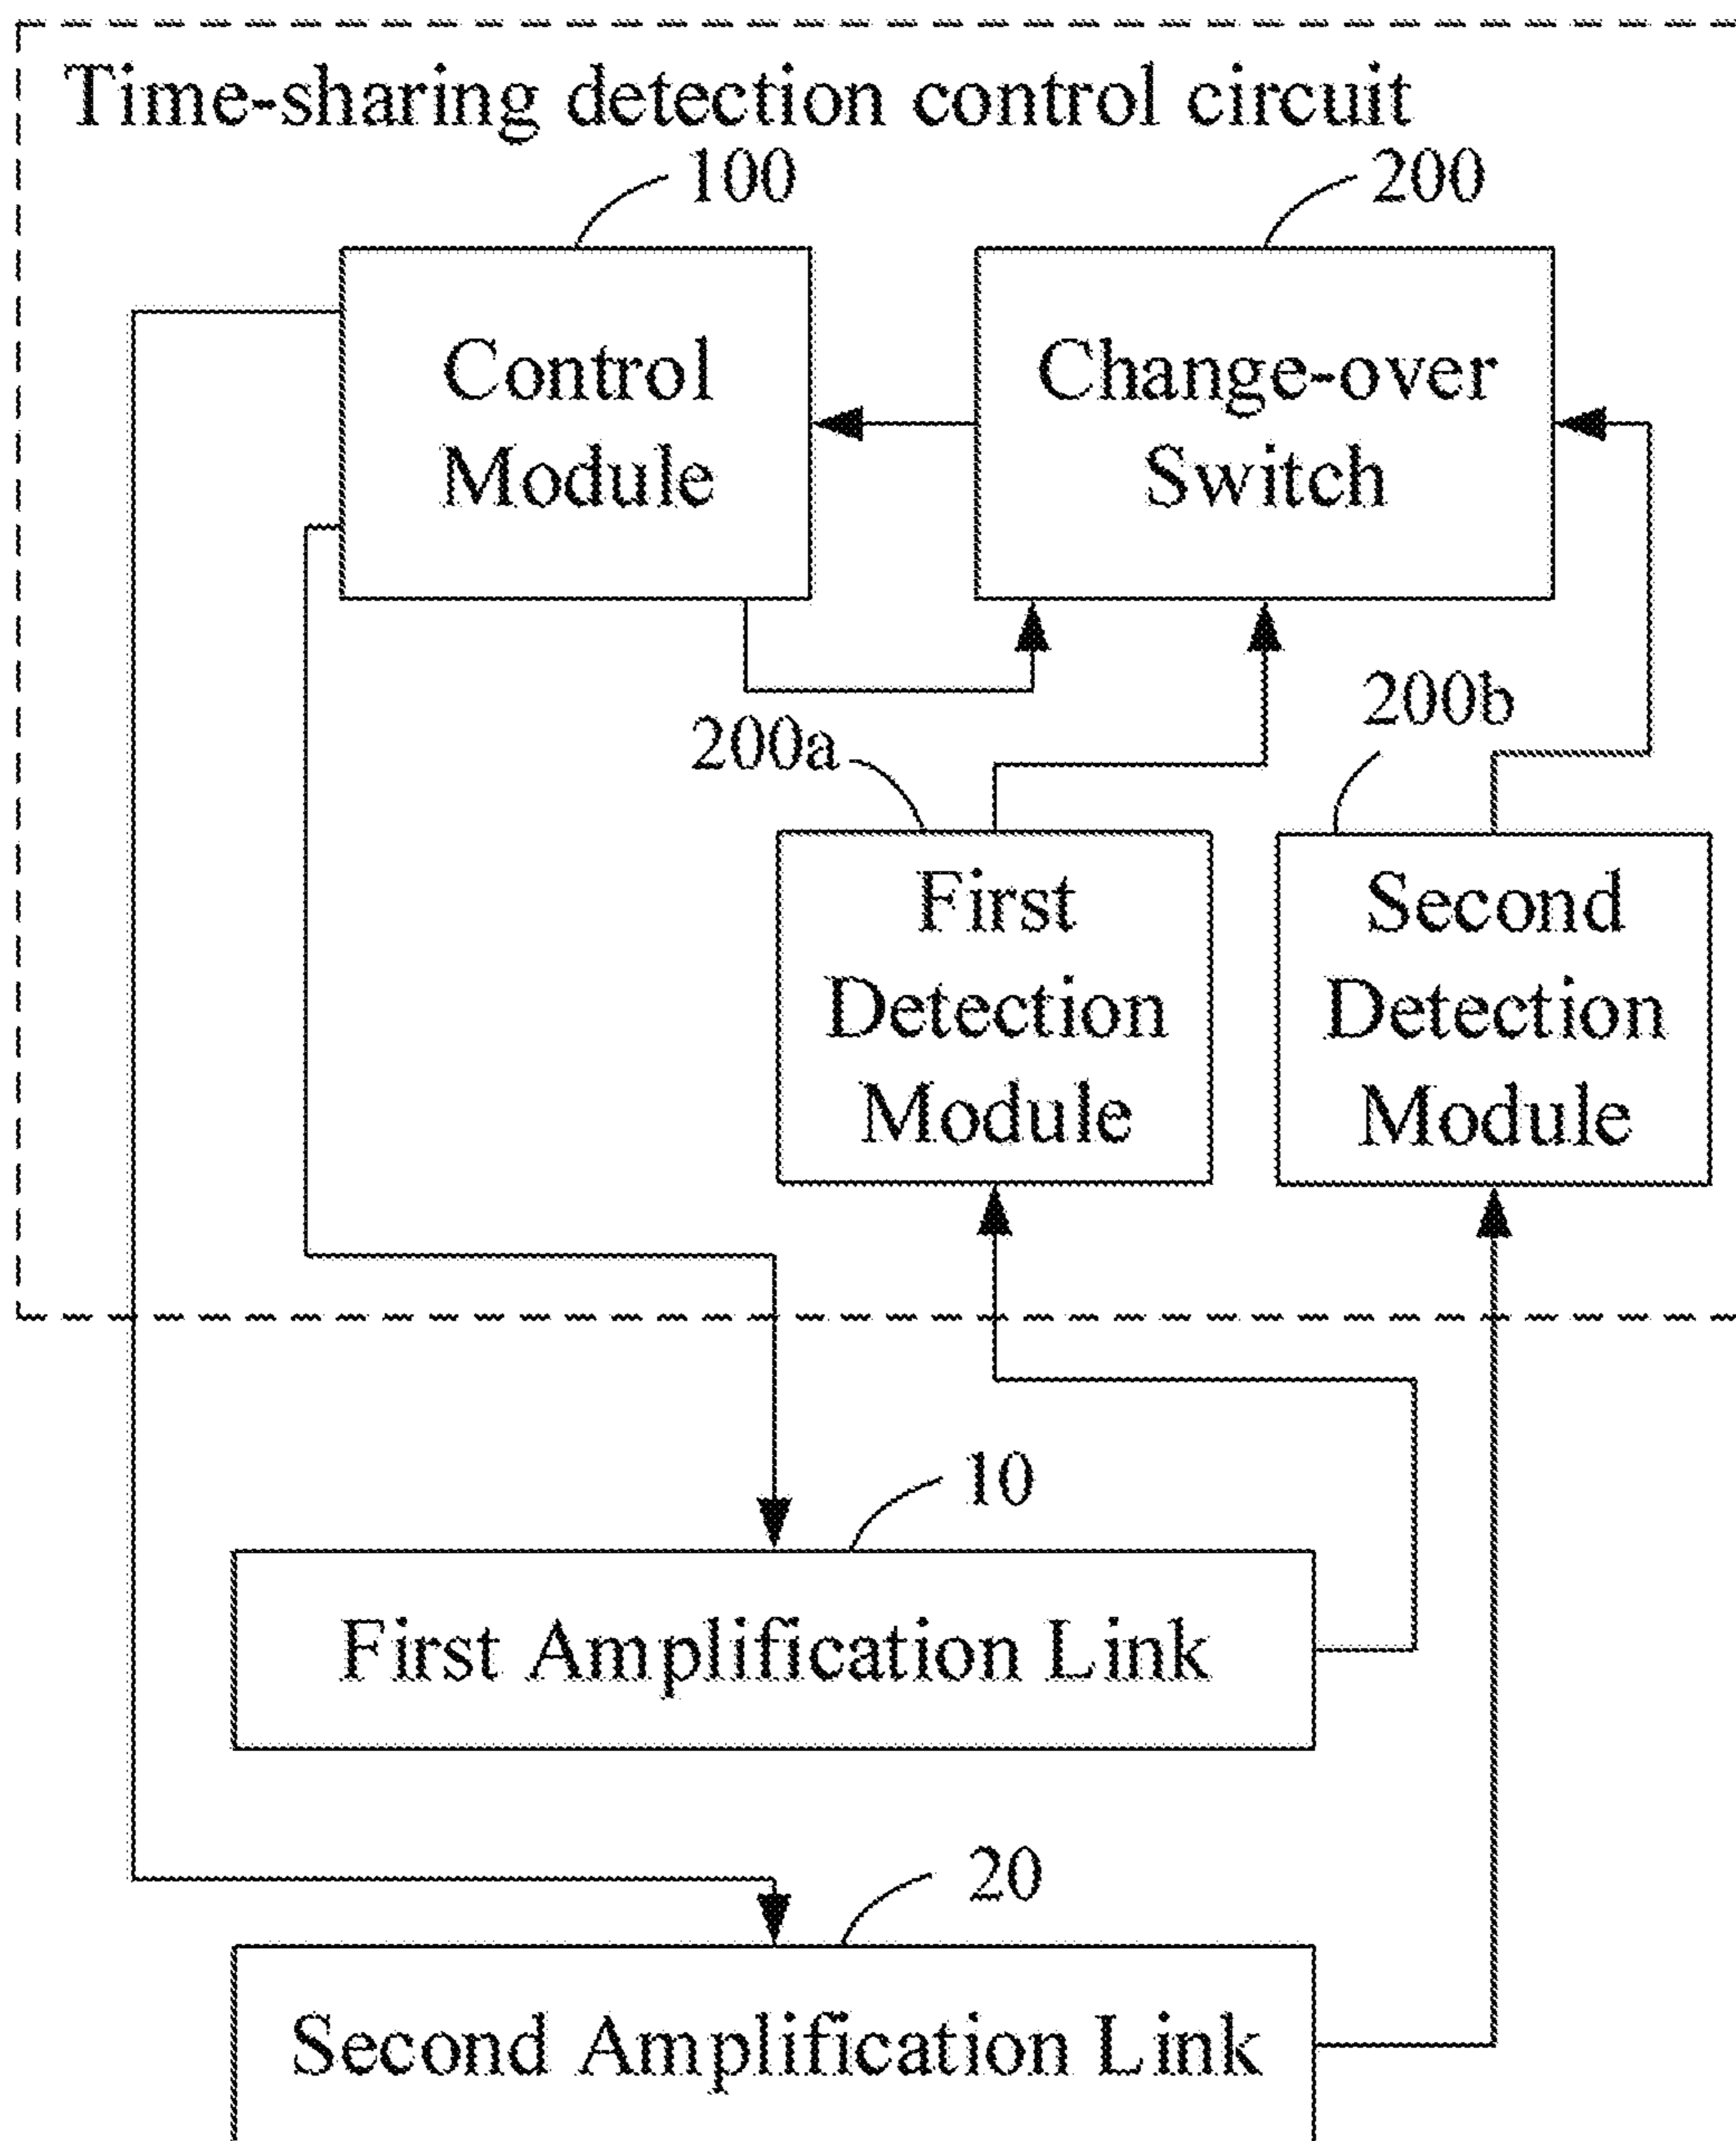 Time-sharing detection control circuit
100
200
Control
Module
Change-over
Switch
200a
200b
First
Detection
Module
Second
Detection
Module
10
First Amplification Link
20
Second Amplification Link